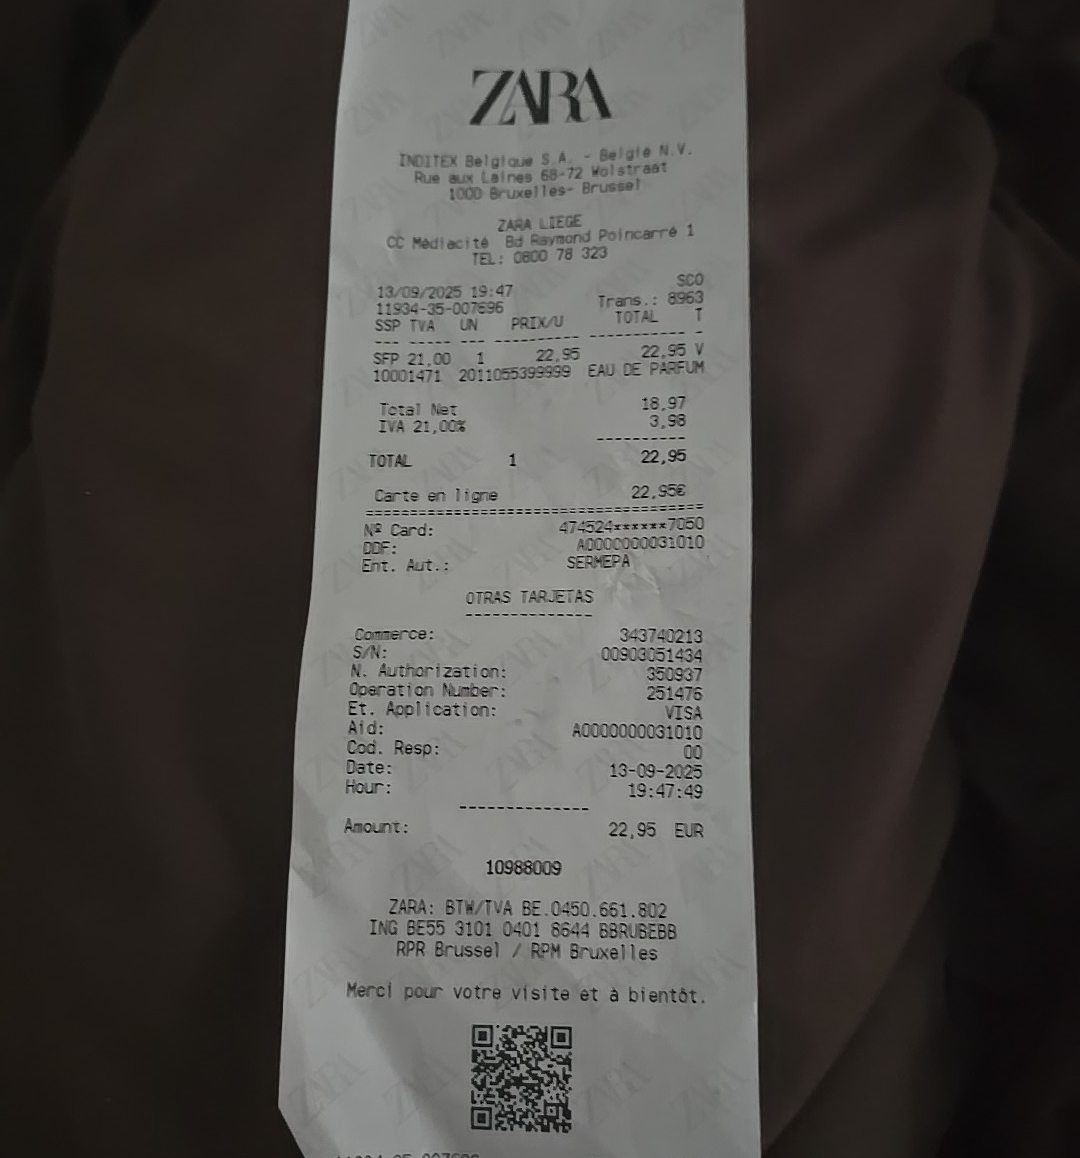 ZARA
INDITEX Belgique S.A. - België N.V.
Rue aux Laines 68-72 Wolstraat
1000 Bruxelles- Brussel
ZARA LIEGE
CC Médiacité Bd Raymond Poincarré 1
TEL: 0800 78 323
SCO
13/09/2025 19:47
11934-35-007696 Trans.: 8963
SSP TVA UN PRIX/U TOTAL T
--- ----- --- ---------- ---------- -
SFP 21,00 1 22,95 22,95 V
10001471 2011055399999 EAU DE PARFUM
Total Net 18,97
IVA 21,00% 3,98
----------
TOTAL 1 22,95
Carte en ligne 22,95€
========================================
Nº Card: 474524******7050
DDF: A0000000031010
Ent. Aut.: SERMEPA
OTRAS TARJETAS
--------------
Commerce: 343740213
S/N: 00903051434
N. Authorization: 350937
Operation Number: 251476
Et. Application: VISA
Aid: A0000000031010
Cod. Resp: 00
Date: 13-09-2025
Hour: 19:47:49
--------------
Amount: 22,95 EUR
10988009
ZARA: BTW/TVA BE.0450.661.802
ING BE55 3101 0401 8644 BBRUBEBB
RPR Brussel / RPM Bruxelles
Merci pour votre visite et à bientôt.